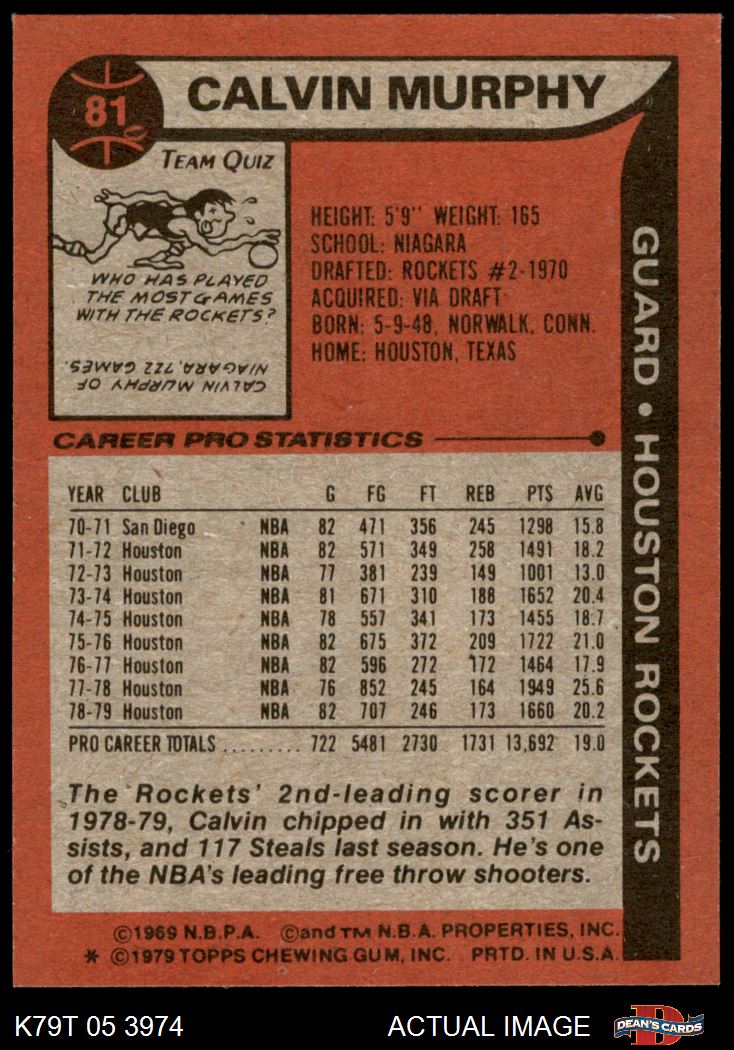 81
CALVIN MURPHY
TEAM QUIZ
WHO HAS PLAYED
THE MOST GAMES
WITH THE ROCKETS?
CALVIN MURPHY OF
NIAGARA, 722 GAMES.
HEIGHT: 5'9'' WEIGHT: 165
SCHOOL: NIAGARA
DRAFTED: ROCKETS #2-1970
ACQUIRED: VIA DRAFT
BORN: 5-9-48, NORWALK, CONN.
HOME: HOUSTON, TEXAS
GUARD • HOUSTON ROCKETS
CAREER PRO STATISTICS
YEAR CLUB G FG FT REB PTS AVG
70-71 San Diego NBA 82 471 356 245 1298 15.8
71-72 Houston NBA 82 571 349 258 1491 18.2
72-73 Houston NBA 77 381 239 149 1001 13.0
73-74 Houston NBA 81 671 310 188 1652 20.4
74-75 Houston NBA 78 557 341 173 1455 18.7
75-76 Houston NBA 82 675 372 209 1722 21.0
76-77 Houston NBA 82 596 272 172 1464 17.9
77-78 Houston NBA 76 852 245 164 1949 25.6
78-79 Houston NBA 82 707 246 173 1660 20.2
PRO CAREER TOTALS ......... 722 5481 2730 1731 13,692 19.0
The Rockets' 2nd-leading scorer in
1978-79, Calvin chipped in with 351 As-
sists, and 117 Steals last season. He's one
of the NBA's leading free throw shooters.
©1969 N.B.P.A. ©and TM N.B.A. PROPERTIES, INC.
* ©1979 TOPPS CHEWING GUM, INC. PRTD. IN U.S.A.
K79T 05 3974 ACTUAL IMAGE
D
DEAN'S CARDS